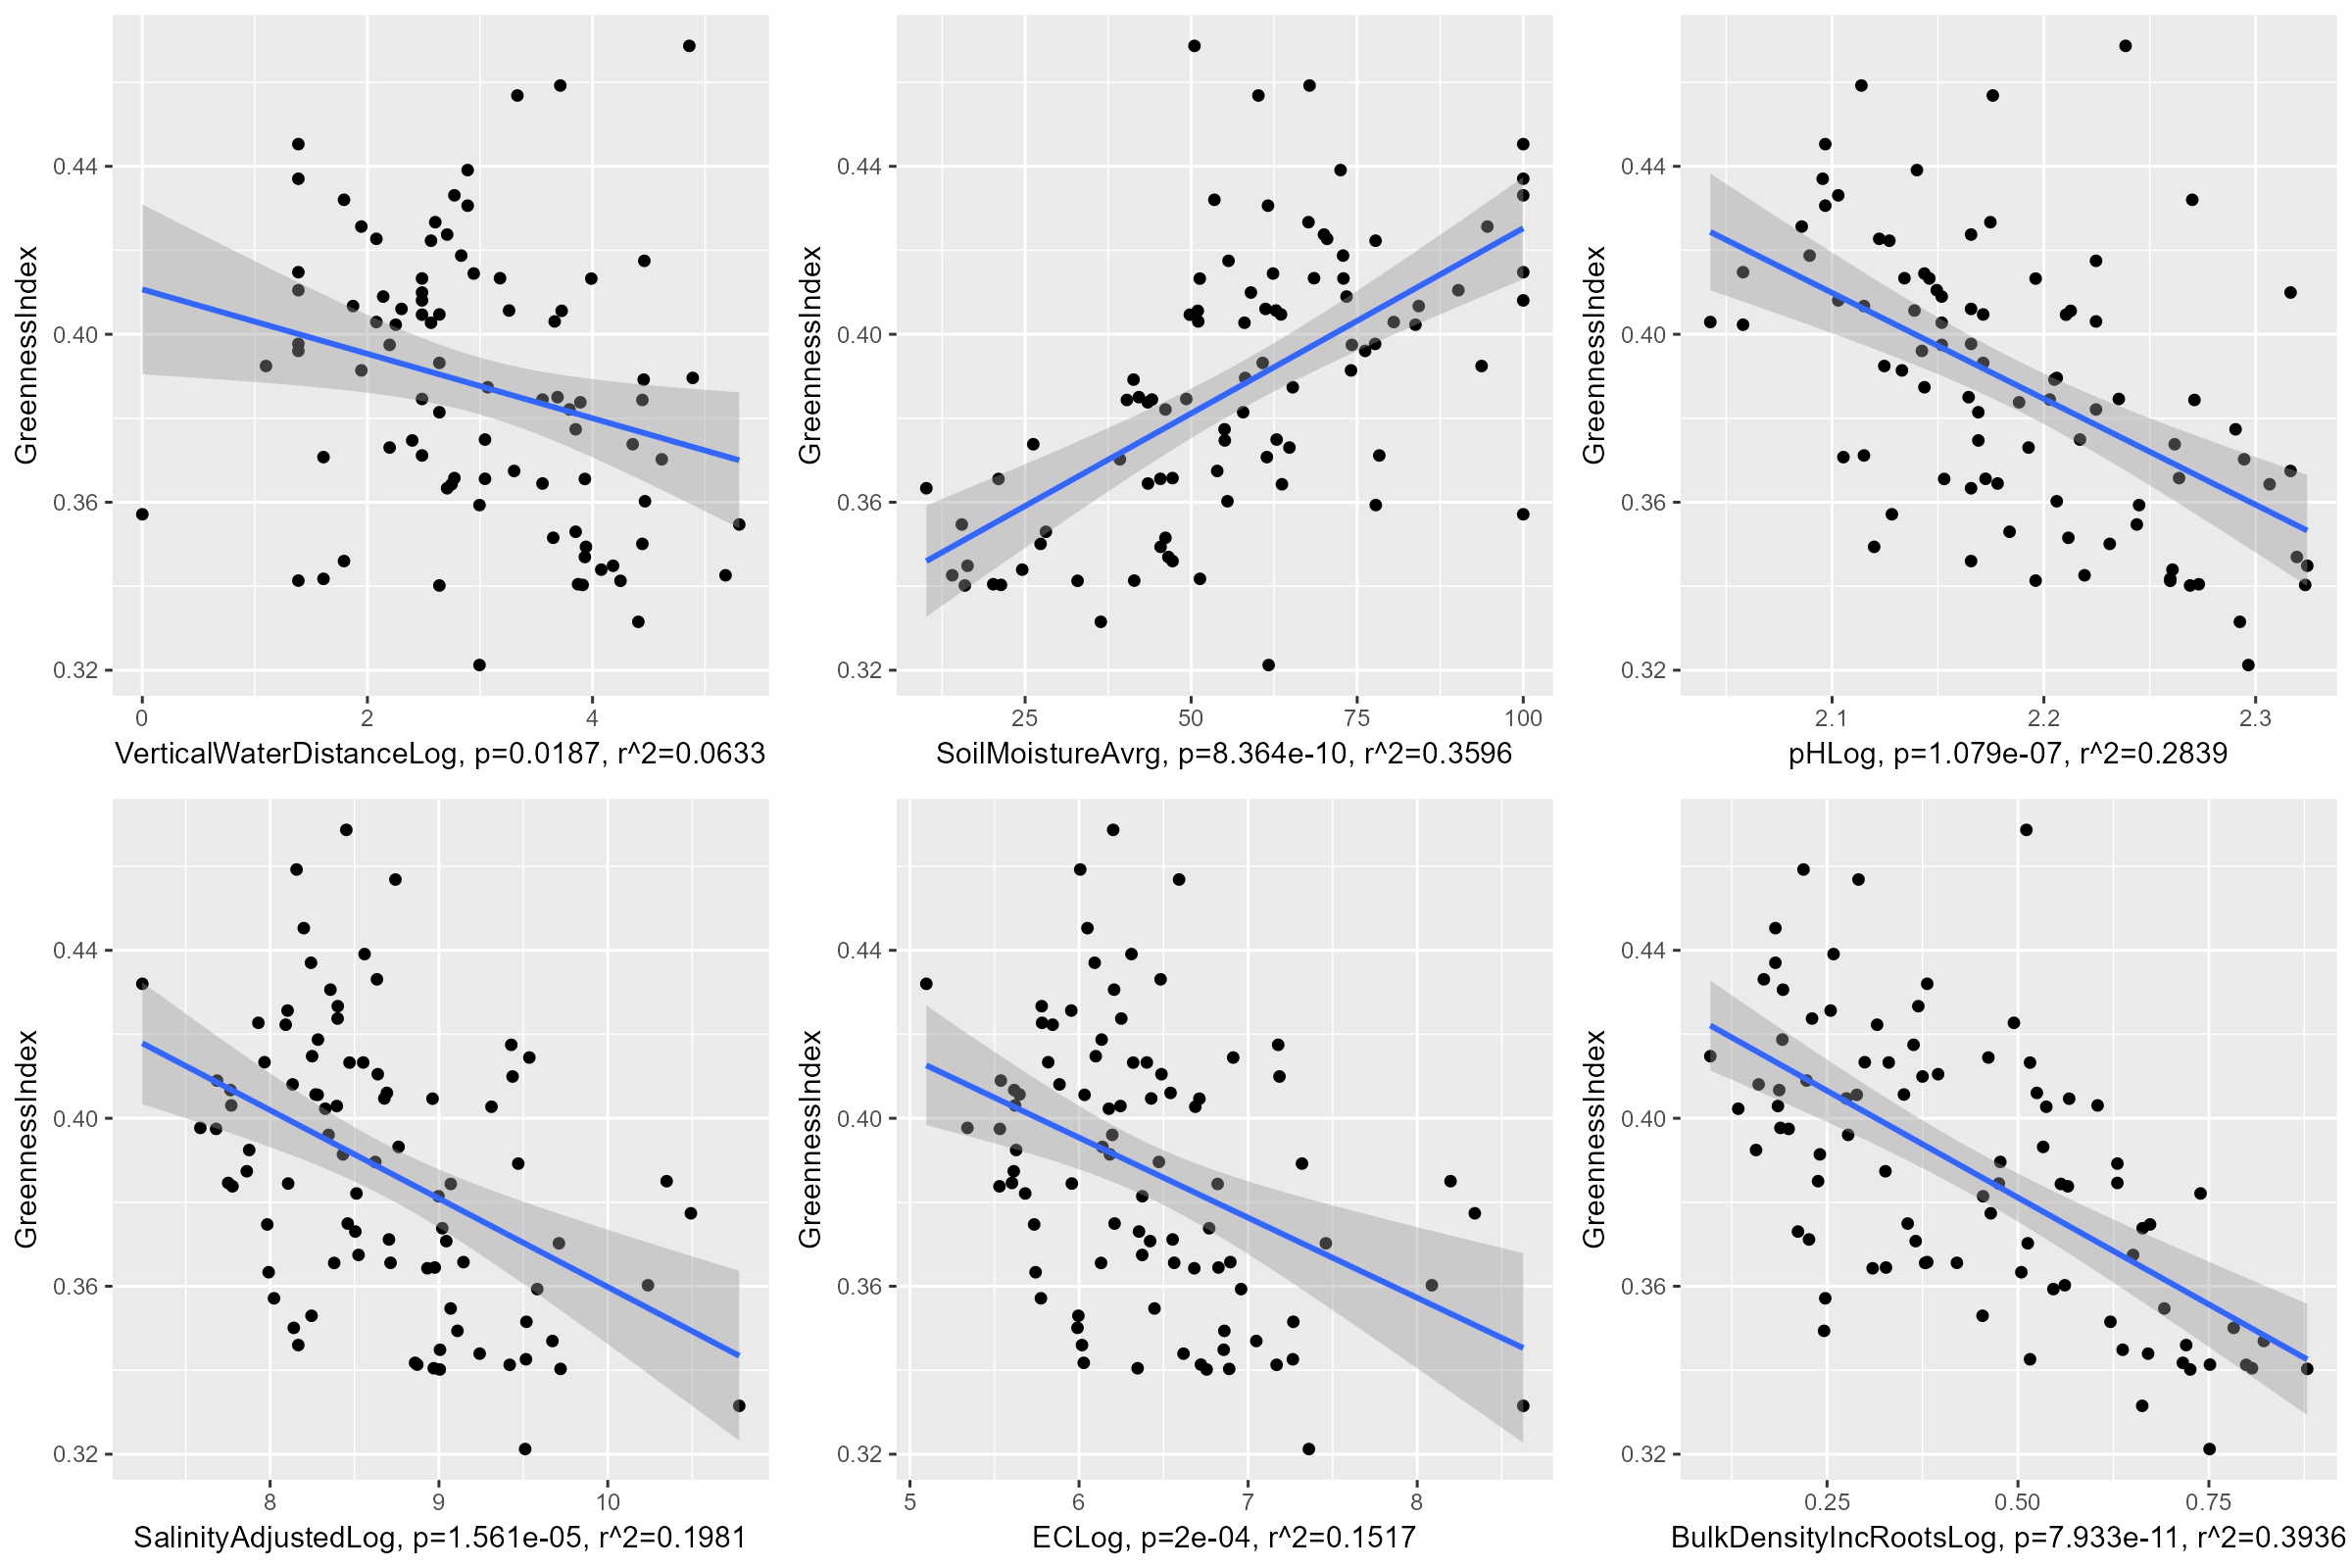 GreennessIndex
0.44
0.40
0.36
0.32
0 2 4
VerticalWaterDistanceLog, p=0.0187, r^2=0.0633
GreennessIndex
0.44
0.40
0.36
0.32
25 50 75 100
SoilMoistureAvrg, p=8.364e-10, r^2=0.3596
GreennessIndex
0.44
0.40
0.36
0.32
2.1 2.2 2.3
pHLog, p=1.079e-07, r^2=0.2839
GreennessIndex
0.44
0.40
0.36
0.32
8 9 10
SalinityAdjustedLog, p=1.561e-05, r^2=0.1981
GreennessIndex
0.44
0.40
0.36
0.32
5 6 7 8
ECLog, p=2e-04, r^2=0.1517
GreennessIndex
0.44
0.40
0.36
0.32
0.25 0.50 0.75
BulkDensityIncRootsLog, p=7.933e-11, r^2=0.3936